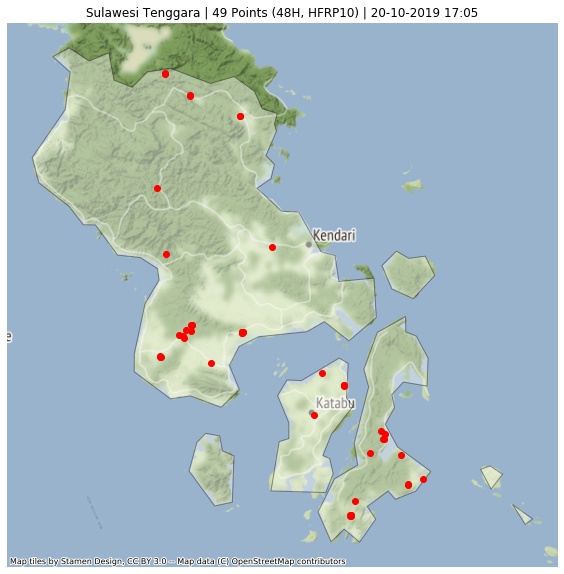 Sulawesi Tenggara | 49 Points (48H, HFRP10) | 20-10-2019 17:05
Kendari
e
Katabu
Map tiles by Stamen Design, CC BY 3.0 -- Map data (C) OpenStreetMap contributors